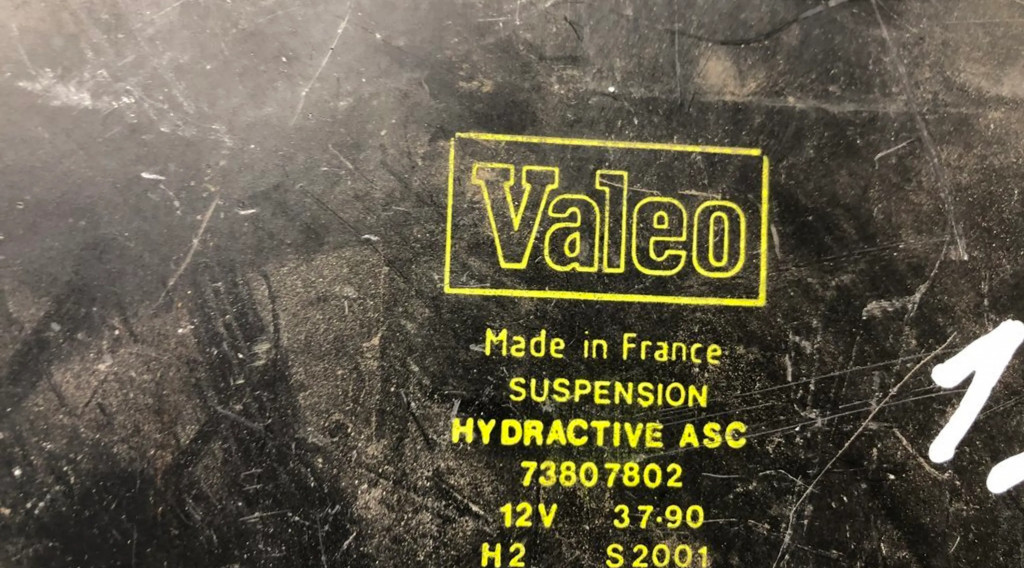 Valeo
Made in France
SUSPENSION
HYDRACTIVE ASC
73807802
12V 37·90
H2 S2001